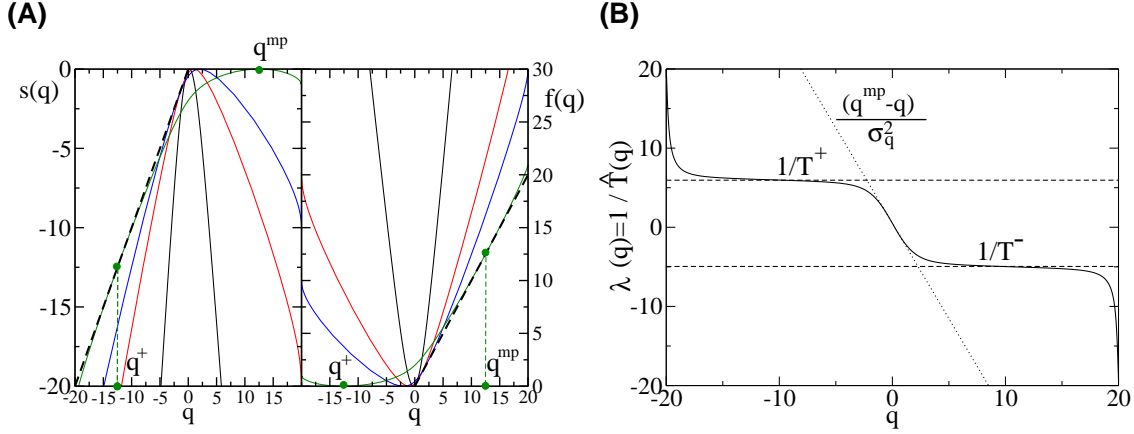 (A)
(B)
q^mp
s(q)
0
-5
-10
-15
-20
q^+
-20 -15 -10 -5 0 5 10 15
q
f(q)
30
25
20
15
10
5
0
q^+
q^mp
-20 -15 -10 -5 0 5 10 15 20
q
λ (q)=1 / T̂(q)
20
10
0
-10
-20
(q^mp-q)
σ_q^2
1/T^+
1/T^-
-20 -10 0 10 20
q